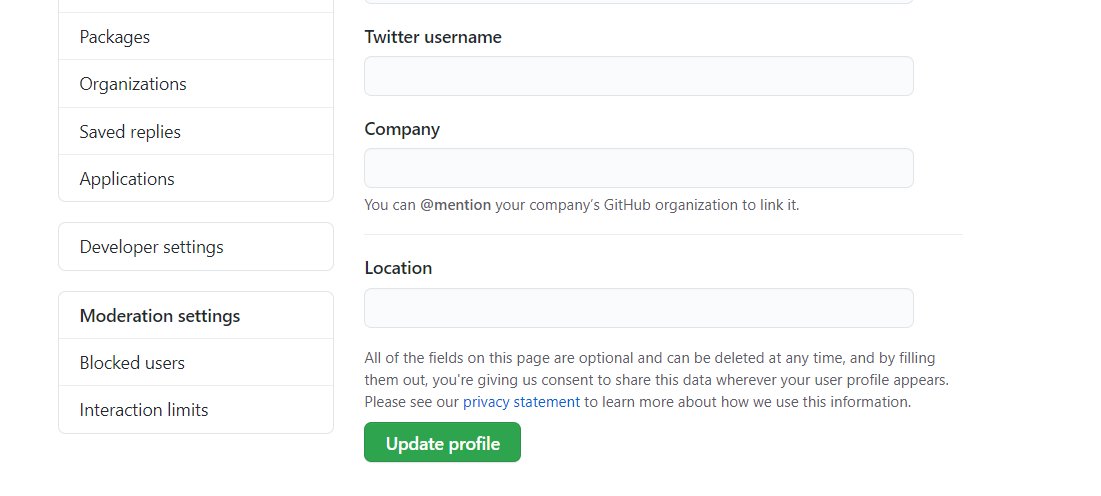 Packages
Organizations
Saved replies
Applications
Developer settings
Moderation settings
Blocked users
Interaction limits
Twitter username
Company
You can @mention your company’s GitHub organization to link it.
Location
All of the fields on this page are optional and can be deleted at any time, and by filling
them out, you're giving us consent to share this data wherever your user profile appears.
Please see our privacy statement to learn more about how we use this information.
Update profile